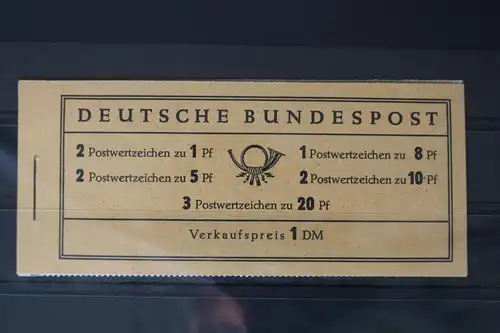 DEUTSCHE BUNDESPOST
2 Postwertzeichen zu 1 Pf 1 Postwertzeichen zu 8 Pf
2 Postwertzeichen zu 5 Pf 2 Postwertzeichen zu 10 Pf
3 Postwertzeichen zu 20 Pf
Verkaufspreis 1 DM